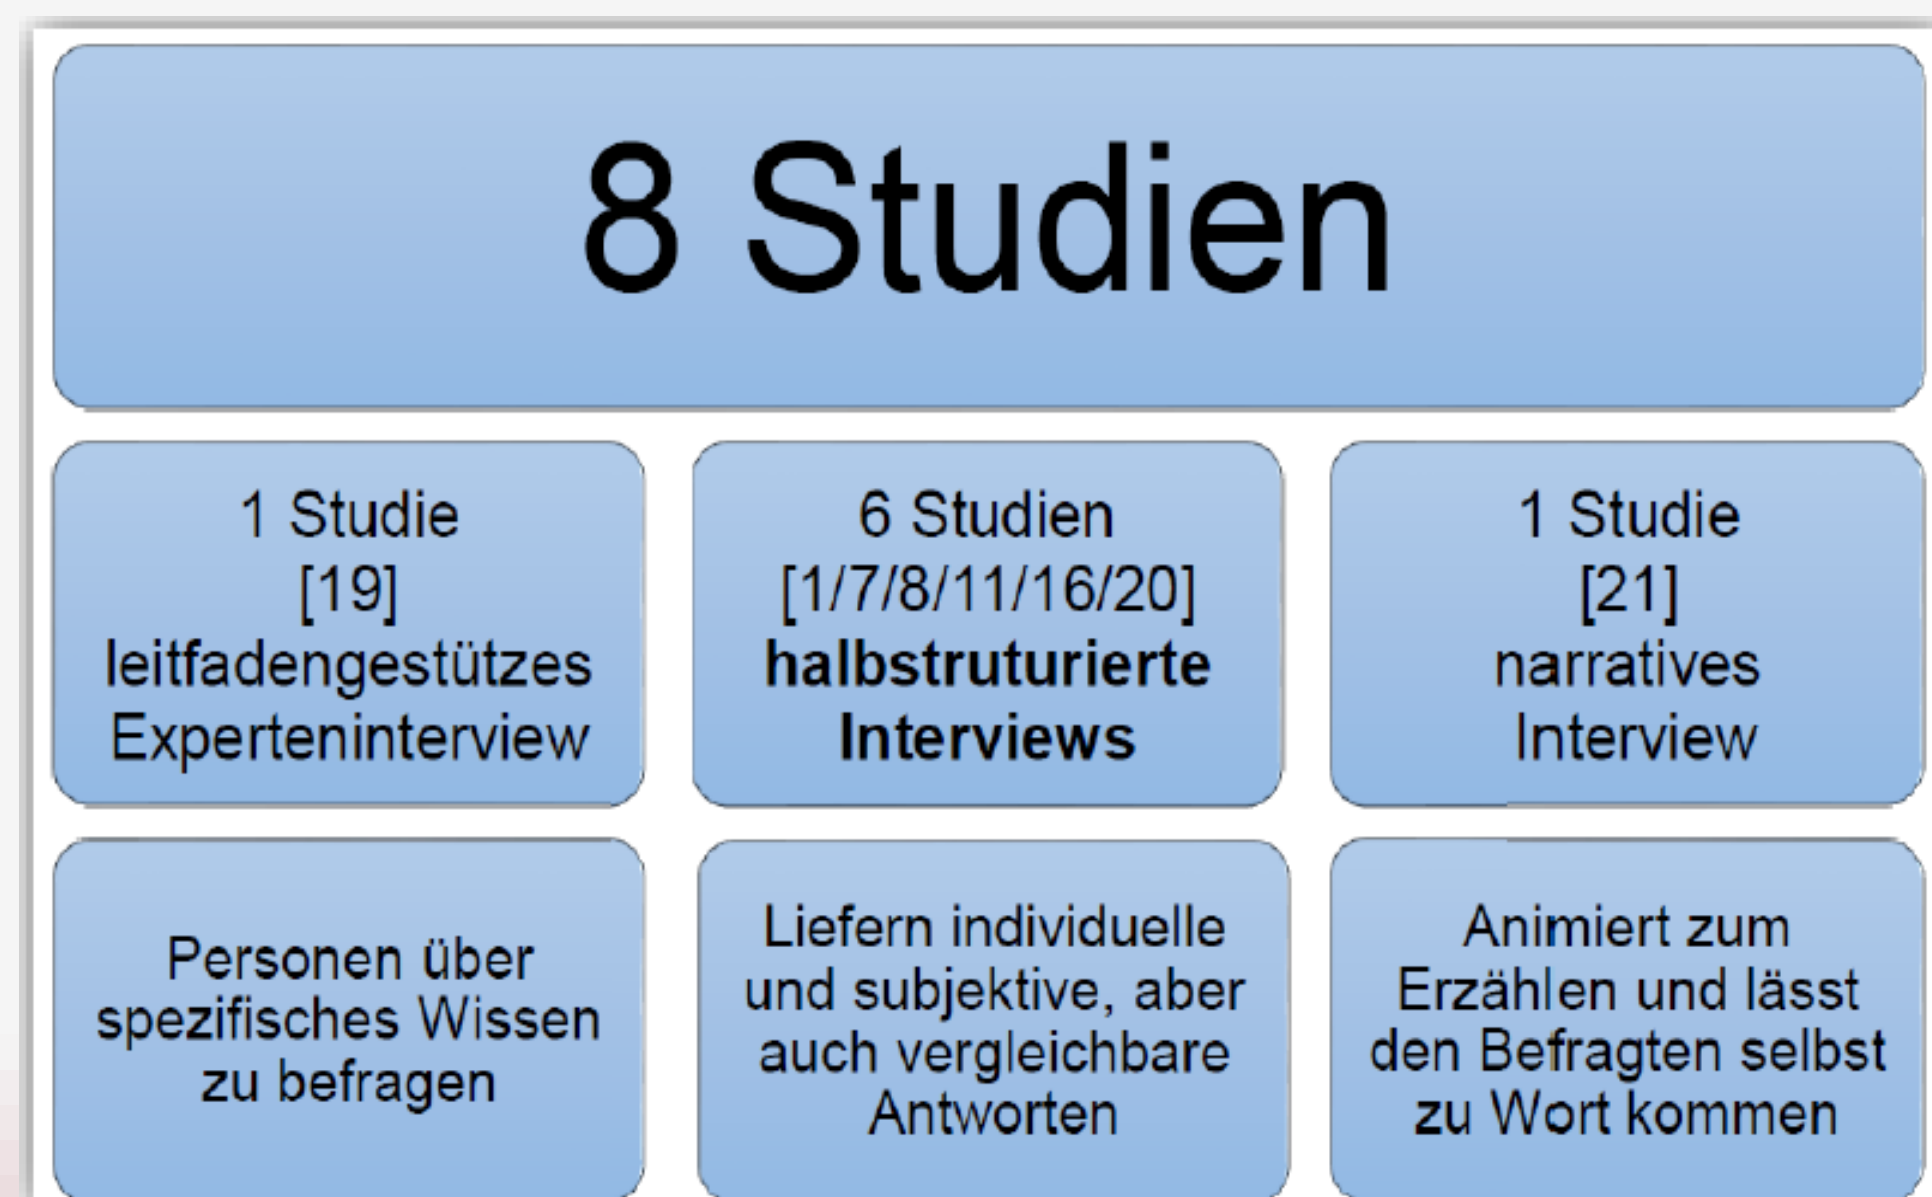 8 Studien
1 Studie
[19]
leitfadengestützes
Experteninterview
6 Studien
[1/7/8/11/16/20]
halbstruturierte
Interviews
1 Studie
[21]
narratives
Interview
Personen über
spezifisches Wissen
zu befragen
Liefern individuelle
und subjektive, aber
auch vergleichbare
Antworten
Animiert zum
Erzählen und lässt
den Befragten selbst
zu Wort kommen